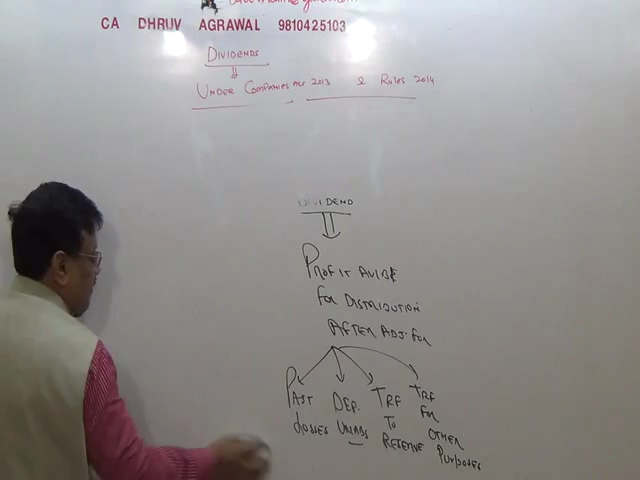 CA DHRUV AGRAWAL 9810425103
DIVIDENDS
UNDER COMPANIES ACT 2013 & RULES 2014
DIVIDEND
PROFIT AVLBL
FOR DISTRIBUTION
AFTER ADJ. FOR
PAST LOSSES
DEP. UNABS
TRF TO RESERVE
TRF FOR OTHER PURPOSES